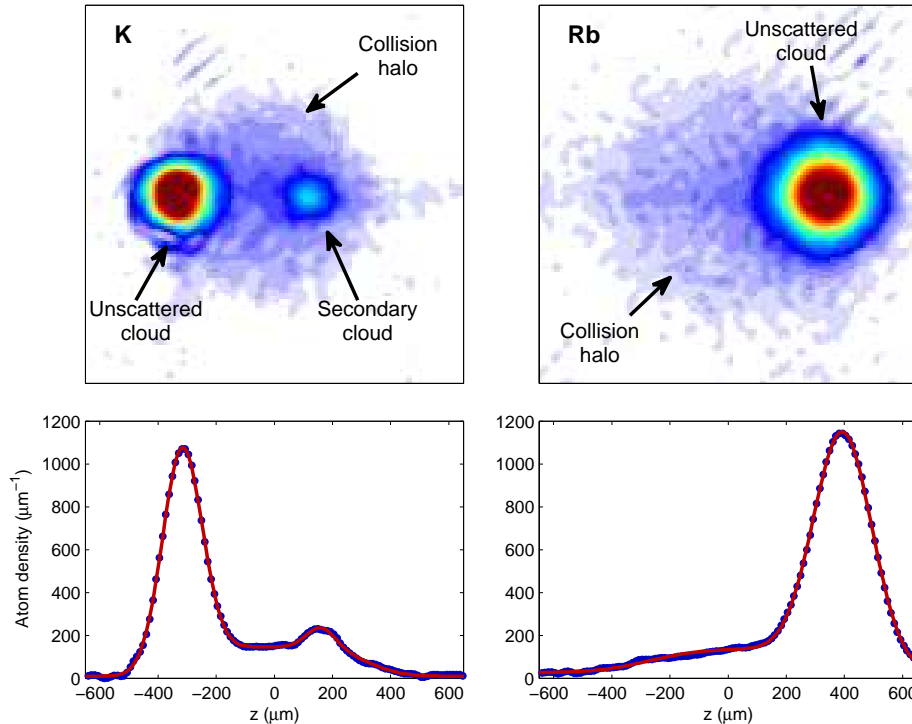 K
Collision
halo
Unscattered
cloud
Secondary
cloud
Rb
Unscattered
cloud
Collision
halo
1200
1000
800
600
400
200
0
Atom density (μm⁻¹)
−600 −400 −200 0 200 400 600
z (μm)
1200
1000
800
600
400
200
0
−600 −400 −200 0 200 400 600
z (μm)